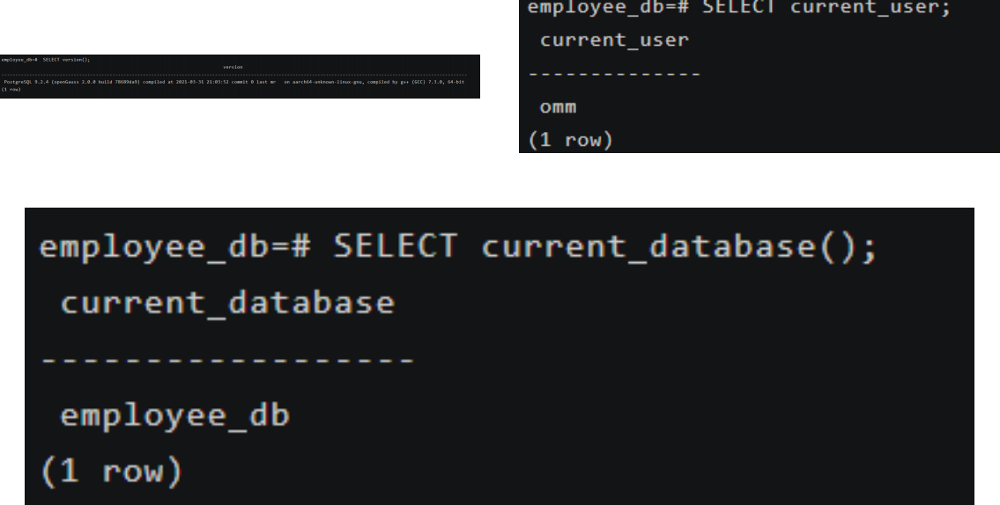 employee_db=# SELECT version();
version
PostgreSQL 9.2.4 (openGauss 2.0.0 build 78689da9) compiled at 2021-03-31 21:03:52 commit 0 last mr on aarch64-unknown-linux-gnu, compiled by g++ (GCC) 7.3.0, 64-bit
(1 row)
employee_db=# SELECT current_user;
current_user
--------------
omm
(1 row)
employee_db=# SELECT current_database();
current_database
------------------
employee_db
(1 row)